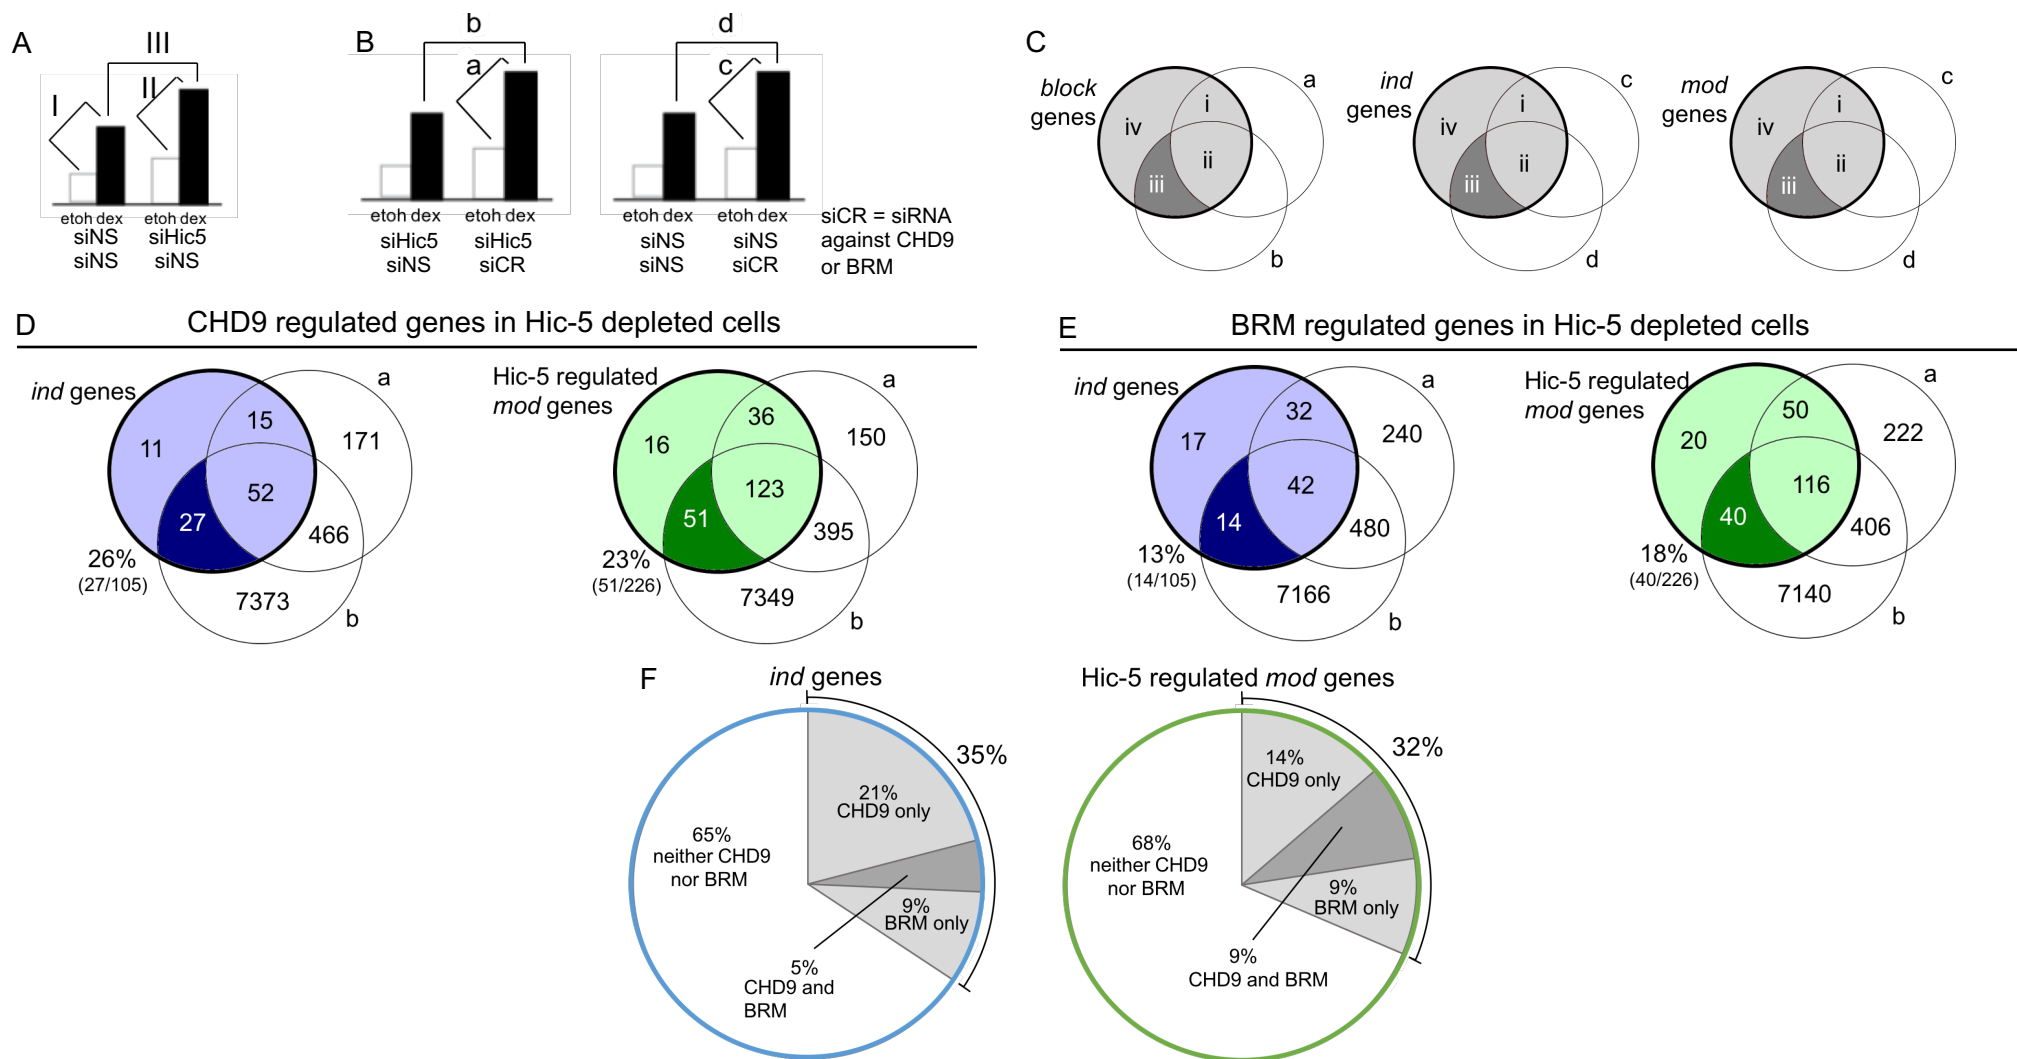 A
III
I
II
etoh dex
etoh dex
siNS
siHic5
siNS
siNS
B
b
a
etoh dex
etoh dex
siHic5
siHic5
siNS
siCR
d
c
etoh dex
etoh dex
siNS
siNS
siNS
siCR
siCR = siRNA
against CHD9
or BRM
C
block
genes
a
i
iv
ii
iii
b
ind
genes
c
i
iv
ii
iii
d
mod
genes
c
i
iv
ii
iii
d
D
CHD9 regulated genes in Hic-5 depleted cells
ind genes
a
15
11
171
52
27
466
26%
(27/105)
7373
b
Hic-5 regulated
mod genes
a
36
16
150
123
51
395
23%
(51/226)
7349
b
E
BRM regulated genes in Hic-5 depleted cells
ind genes
a
32
17
240
42
14
480
13%
(14/105)
7166
b
Hic-5 regulated
mod genes
a
50
20
222
116
40
406
18%
(40/226)
7140
b
F
ind genes
35%
21%
CHD9 only
65%
neither CHD9
nor BRM
9%
BRM only
5%
CHD9 and
BRM
Hic-5 regulated mod genes
32%
14%
CHD9 only
68%
neither CHD9
nor BRM
9%
BRM only
9%
CHD9 and BRM